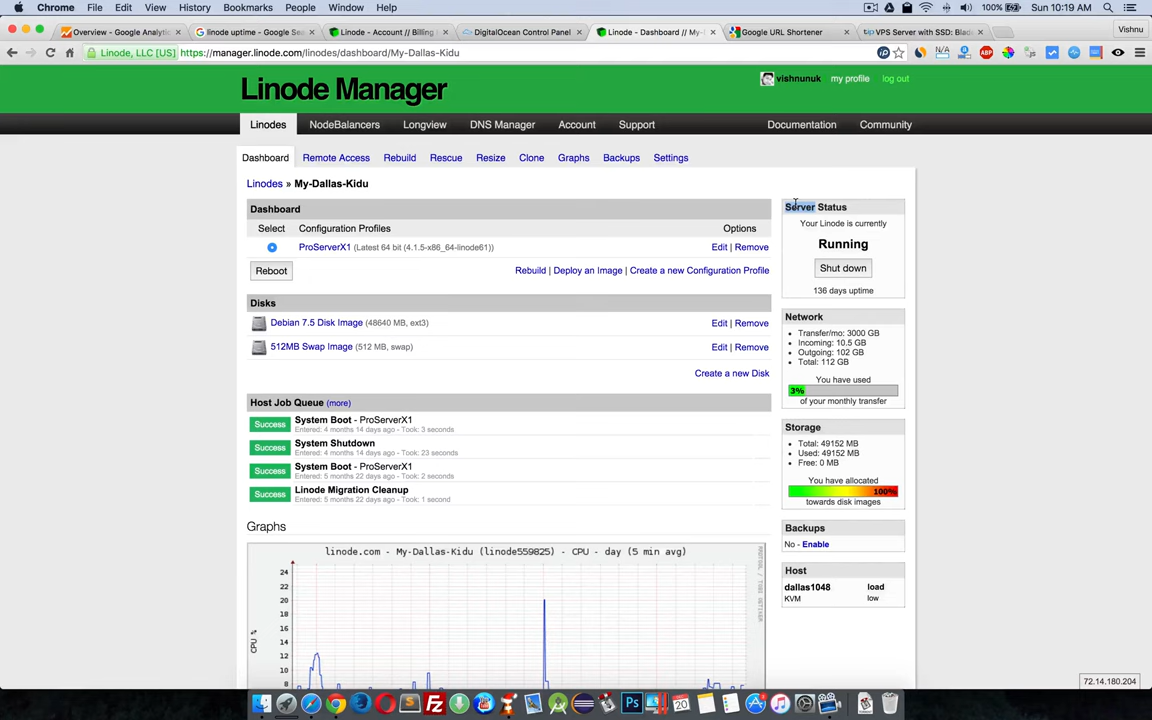 Chrome File Edit View History Bookmarks People Window Help
100% Sun 10:19 AM
Overview - Google Analytic
linode uptime - Google Sea
Linode - Account // Billing
DigitalOcean Control Panel
Linode - Dashboard // My-
Google URL Shortener
VPS Server with SSD: Blad
Vishnu
Linode, LLC [US] https://manager.linode.com/linodes/dashboard/My-Dallas-Kidu
N/A
ABP
Linode Manager
vishnunuk my profile log out
Linodes NodeBalancers Longview DNS Manager Account Support Documentation Community
Dashboard Remote Access Rebuild Rescue Resize Clone Graphs Backups Settings
Linodes » My-Dallas-Kidu
Dashboard
Select Configuration Profiles Options
ProServerX1 (Latest 64 bit (4.1.5-x86_64-linode61)) Edit | Remove
Reboot Rebuild | Deploy an Image | Create a new Configuration Profile
Disks
Debian 7.5 Disk Image (48640 MB, ext3) Edit | Remove
512MB Swap Image (512 MB, swap) Edit | Remove
Create a new Disk
Host Job Queue (more)
Success System Boot - ProServerX1
Entered: 4 months 14 days ago - Took: 3 seconds
Success System Shutdown
Entered: 4 months 14 days ago - Took: 23 seconds
Success System Boot - ProServerX1
Entered: 5 months 22 days ago - Took: 2 seconds
Success Linode Migration Cleanup
Entered: 5 months 22 days ago - Took: 1 second
Graphs
linode.com - My-Dallas-Kidu (linode559825) - CPU - day (5 min avg)
24
22
20
18
16
14
12
10
8
CPU %
Server Status
Your Linode is currently
Running
Shut down
136 days uptime
Network
Transfer/mo: 3000 GB
Incoming: 10.5 GB
Outgoing: 102 GB
Total: 112 GB
You have used
3%
of your monthly transfer
Storage
Total: 49152 MB
Used: 49152 MB
Free: 0 MB
You have allocated
100%
towards disk images
Backups
No - Enable
Host
dallas1048 load
KVM low
72.14.180.204
Ps
20